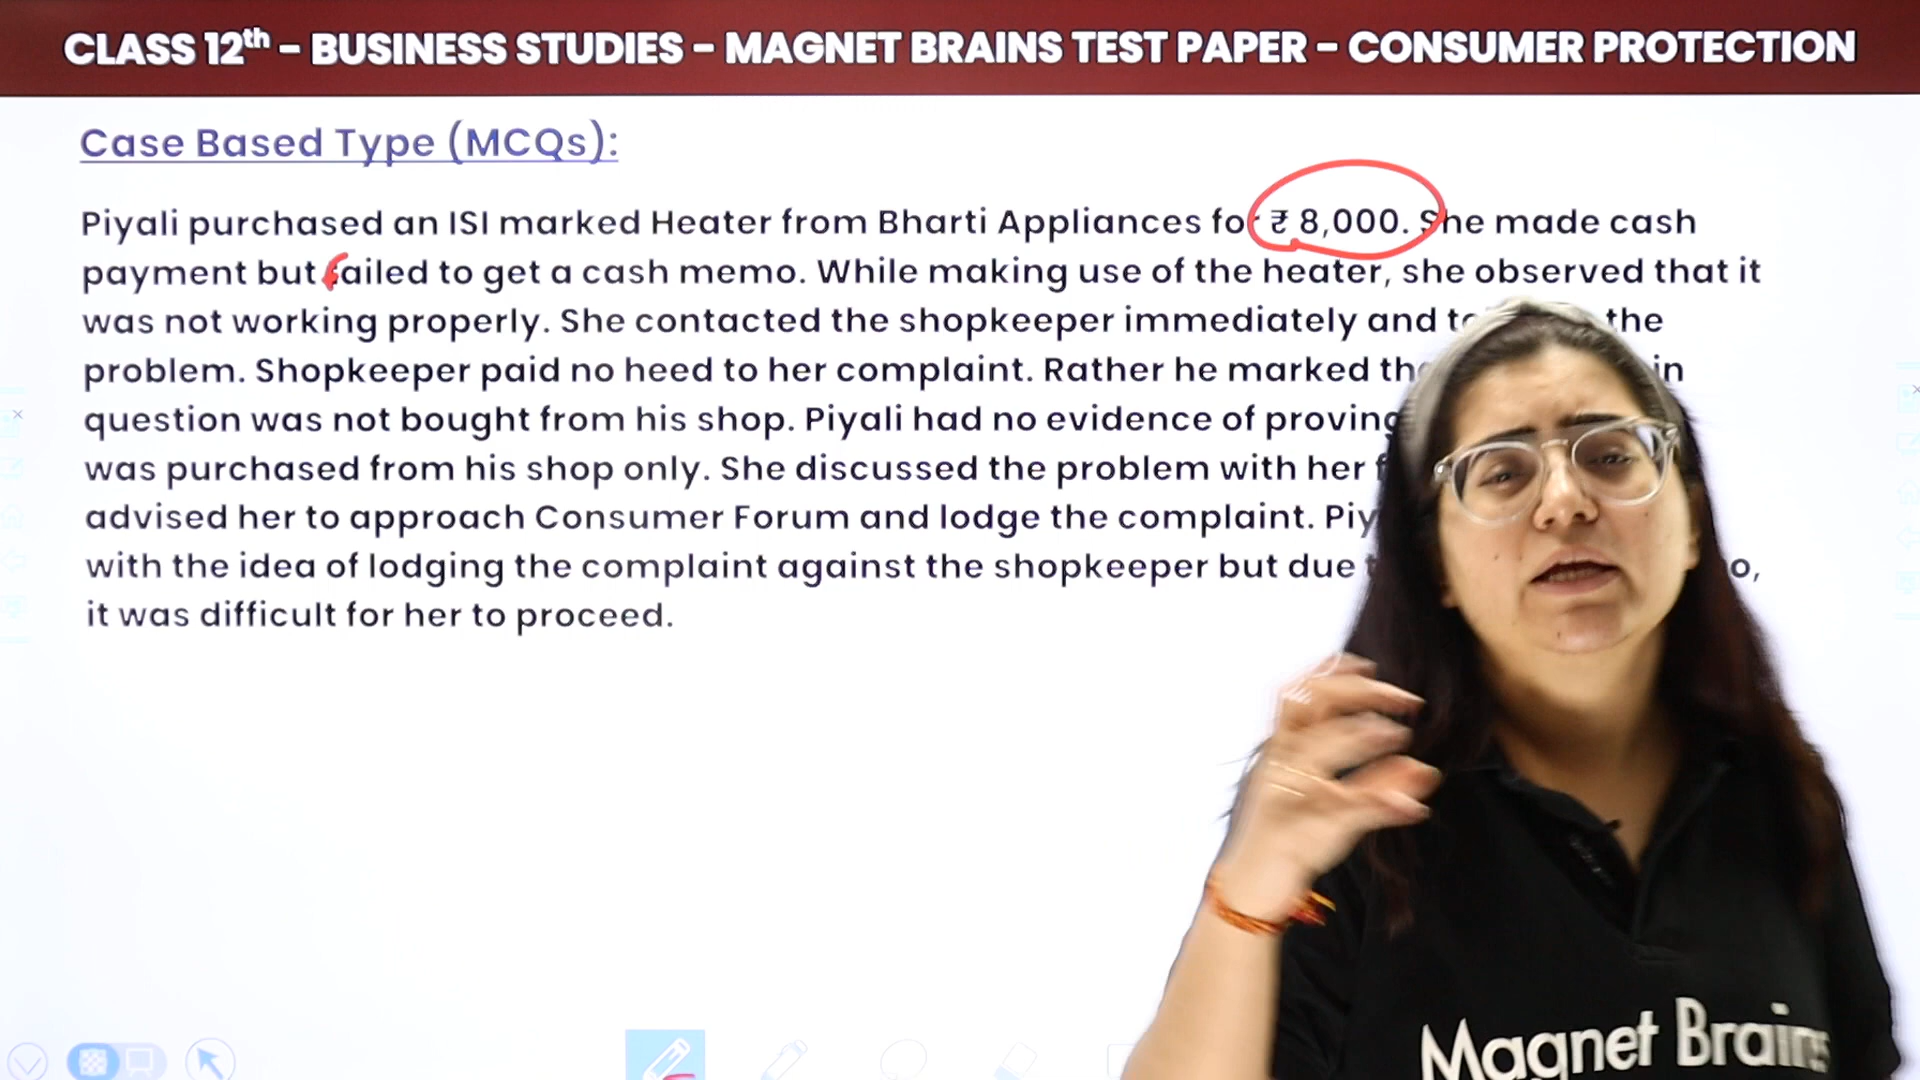 CLASS 12th – BUSINESS STUDIES – MAGNET BRAINS TEST PAPER – CONSUMER PROTECTION
Case Based Type (MCQs):
Piyali purchased an ISI marked Heater from Bharti Appliances for ₹ 8,000. She made cash
payment but failed to get a cash memo. While making use of the heater, she observed that it
was not working properly. She contacted the shopkeeper immediately and the
problem. Shopkeeper paid no heed to her complaint. Rather he marked in
question was not bought from his shop. Piyali had no evidence of proving
was purchased from his shop only. She discussed the problem with her
advised her to approach Consumer Forum and lodge the complaint.
with the idea of lodging the complaint against the shopkeeper but due
it was difficult for her to proceed.
Magnet Brains